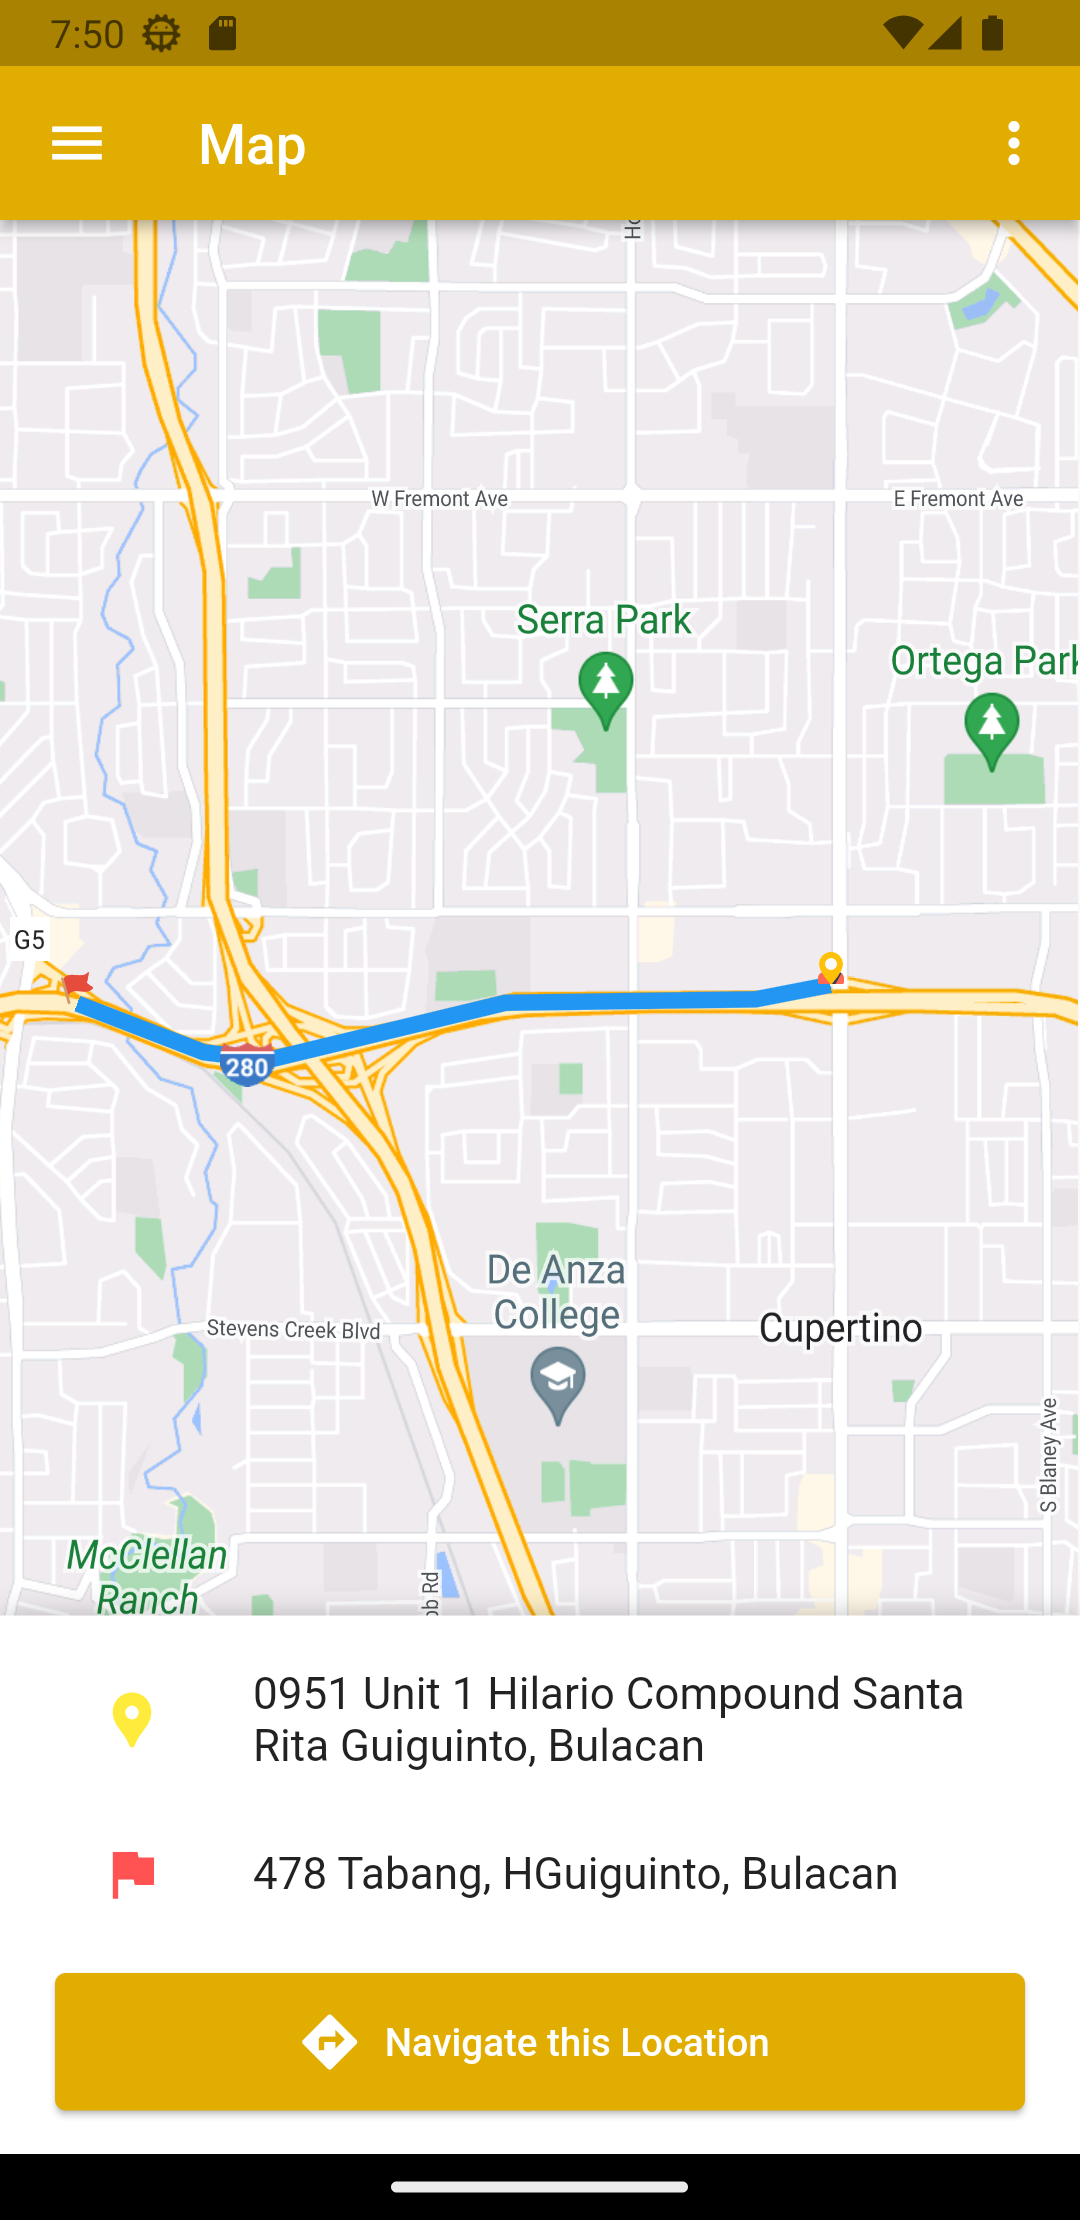 7:50
Map
W Fremont Ave
E Fremont Ave
Serra Park
Ortega Park
G5
280
De Anza
College
Stevens Creek Blvd
Cupertino
S Blaney Ave
McClellan
Ranch
0951 Unit 1 Hilario Compound Santa
Rita Guiguinto, Bulacan
478 Tabang, HGuiguinto, Bulacan
Navigate this Location